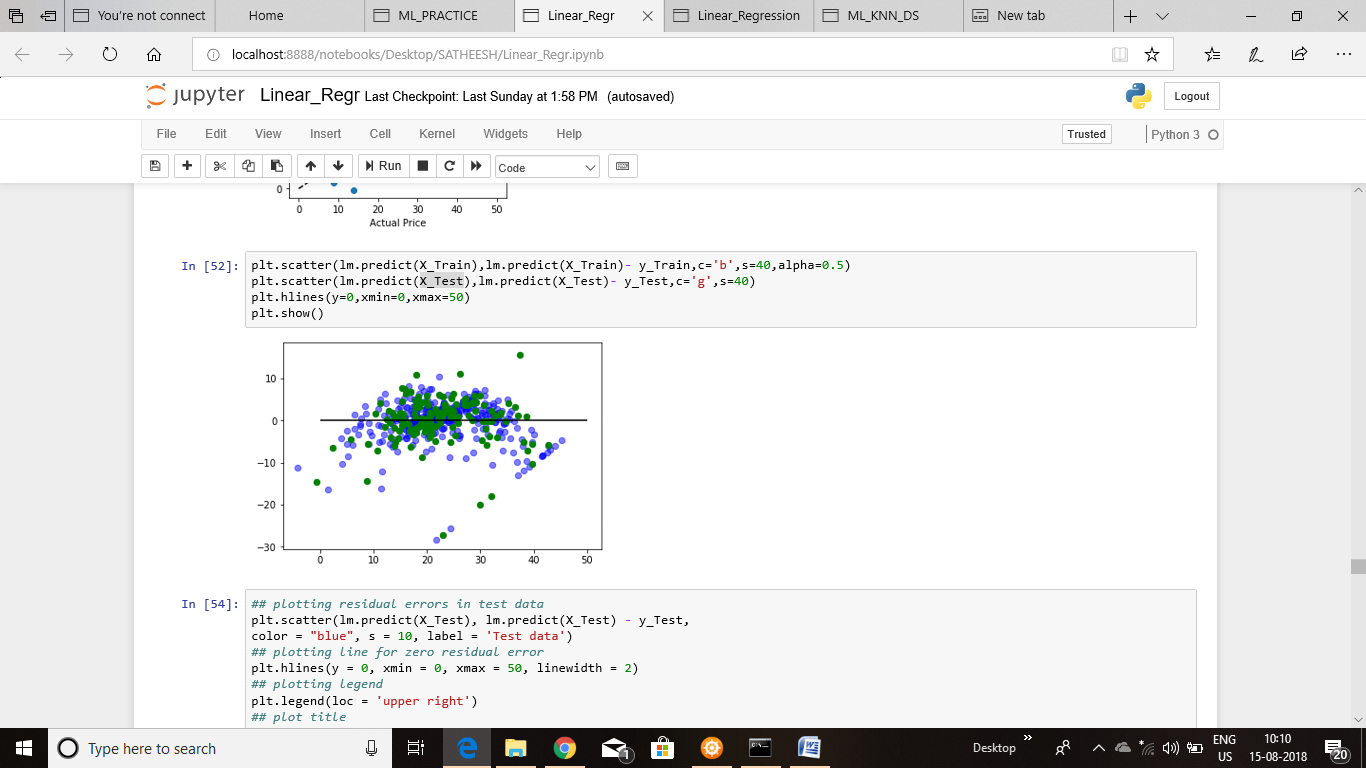 You're not connect
Home
ML_PRACTICE
Linear_Regr
Linear_Regression
ML_KNN_DS
New tab
localhost:8888/notebooks/Desktop/SATHEESH/Linear_Regr.ipynb
jupyter Linear_Regr Last Checkpoint: Last Sunday at 1:58 PM (autosaved)
Logout
File Edit View Insert Cell Kernel Widgets Help
Trusted
Python 3
Run
Code
0
0 10 20 30 40 50
Actual Price
In [52]:
plt.scatter(lm.predict(X_Train),lm.predict(X_Train)- y_Train,c='b',s=40,alpha=0.5)
plt.scatter(lm.predict(X_Test),lm.predict(X_Test)- y_Test,c='g',s=40)
plt.hlines(y=0,xmin=0,xmax=50)
plt.show()
10
0
−10
−20
−30
0 10 20 30 40 50
In [54]:
## plotting residual errors in test data
plt.scatter(lm.predict(X_Test), lm.predict(X_Test) - y_Test,
color = "blue", s = 10, label = 'Test data')
## plotting line for zero residual error
plt.hlines(y = 0, xmin = 0, xmax = 50, linewidth = 2)
## plotting legend
plt.legend(loc = 'upper right')
## plot title
Type here to search
1
Desktop
ENG
US
10:10
15-08-2018
20